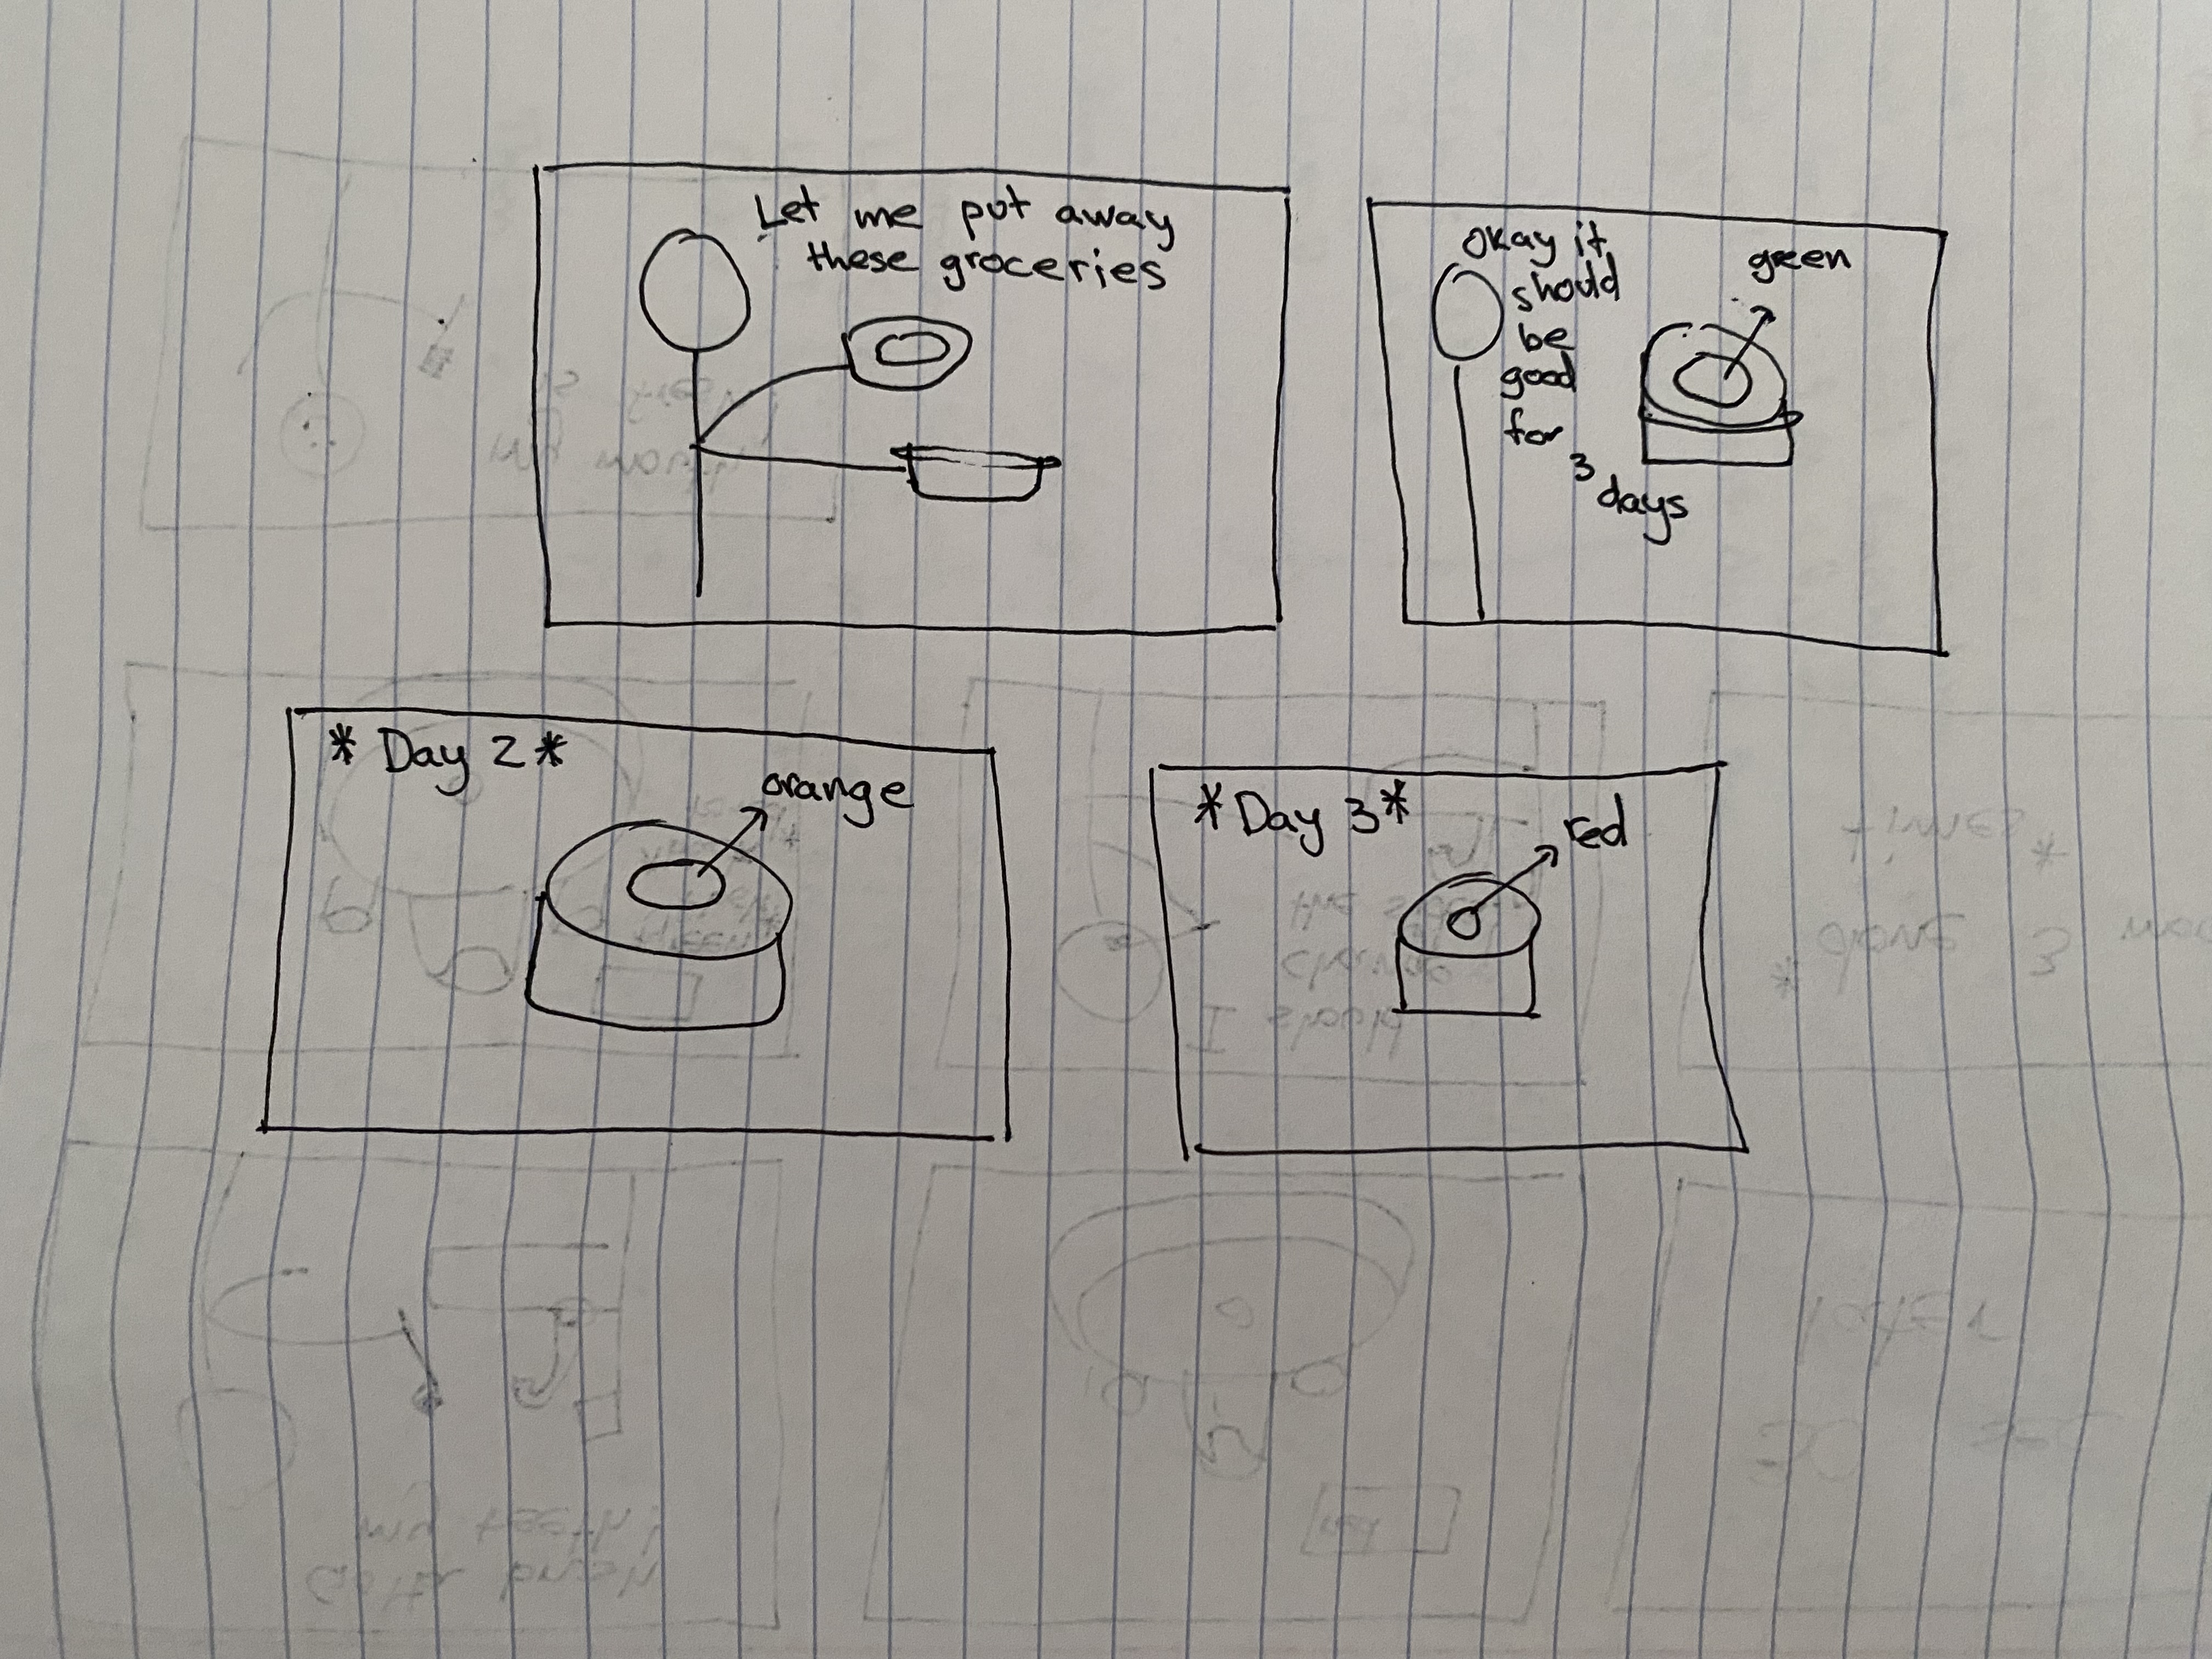 Let me put away
these groceries
okay it
should
be
good
for
3
days
green
*Day 2*
orange
*Day 3*
red